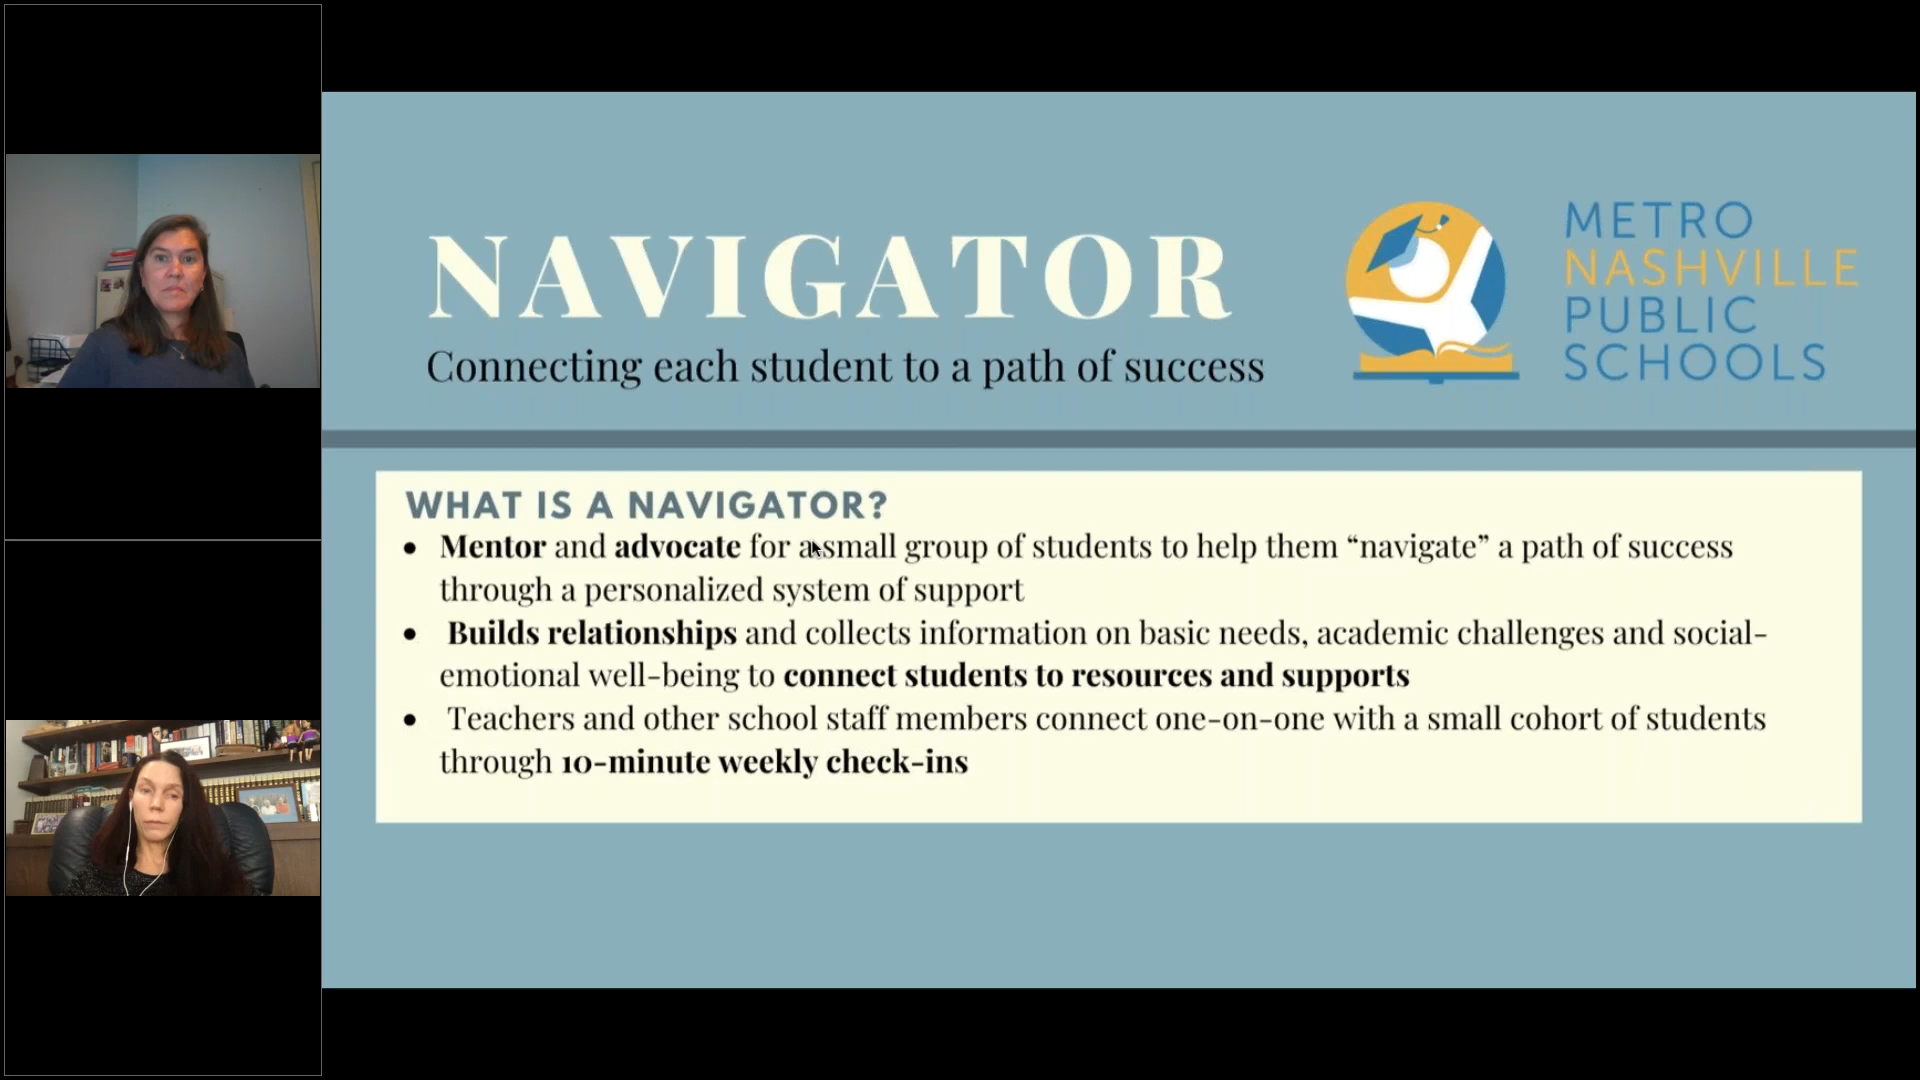 NAVIGATOR
Connecting each student to a path of success
METRO
NASHVILLE
PUBLIC
SCHOOLS
WHAT IS A NAVIGATOR?
• Mentor and advocate for a small group of students to help them “navigate” a path of success
through a personalized system of support
• Builds relationships and collects information on basic needs, academic challenges and social-
emotional well-being to connect students to resources and supports
• Teachers and other school staff members connect one-on-one with a small cohort of students
through 10-minute weekly check-ins